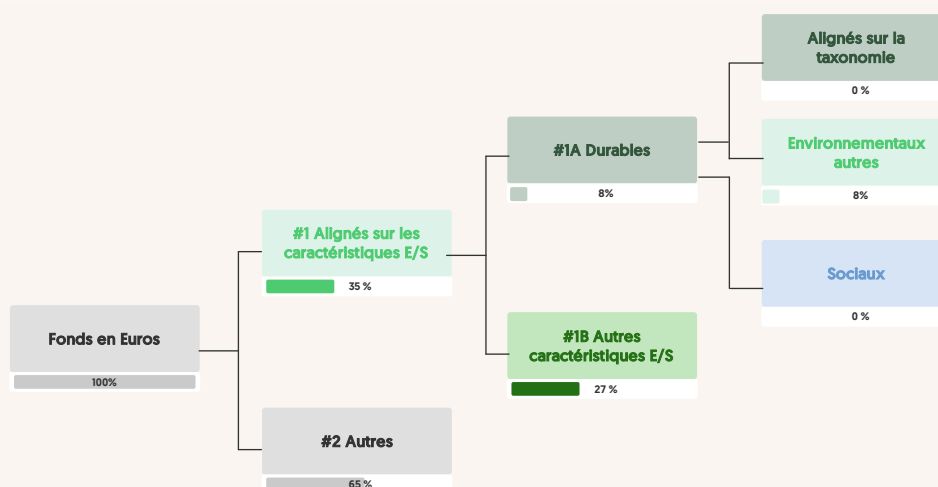 Alignés sur la
taxonomie
0 %
Environnementaux
autres
8%
#1A Durables
8%
Sociaux
0 %
#1 Alignés sur les
caractéristiques E/S
35 %
#1B Autres
caractéristiques E/S
27 %
Fonds en Euros
100%
#2 Autres
65 %